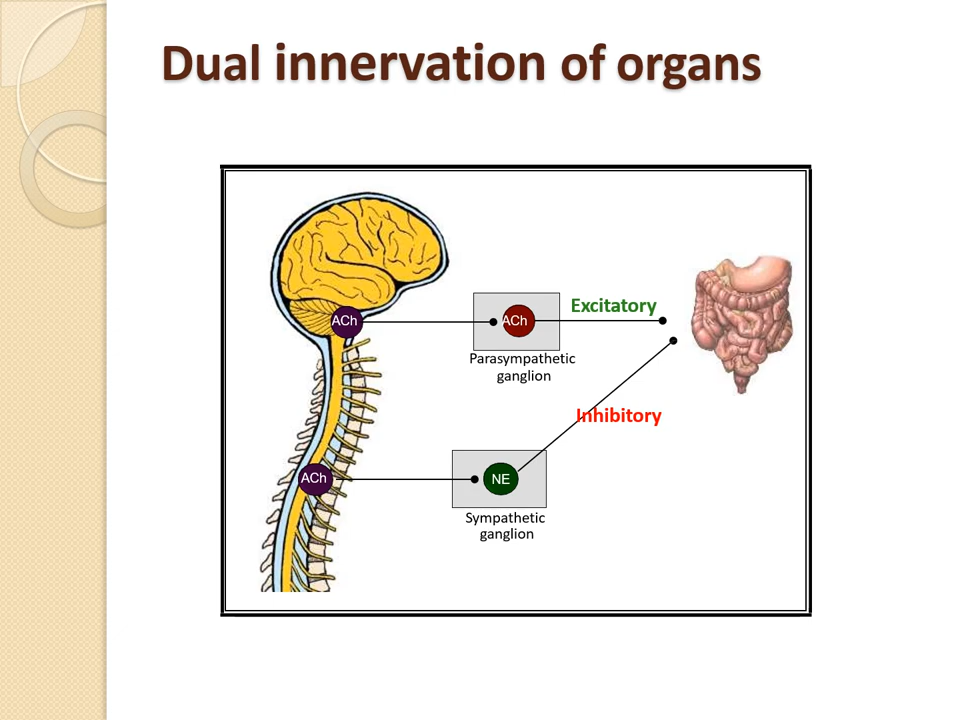 Dual innervation of organs
Excitatory
ACh
ACh
Parasympathetic
ganglion
Inhibitory
ACh
NE
Sympathetic
ganglion